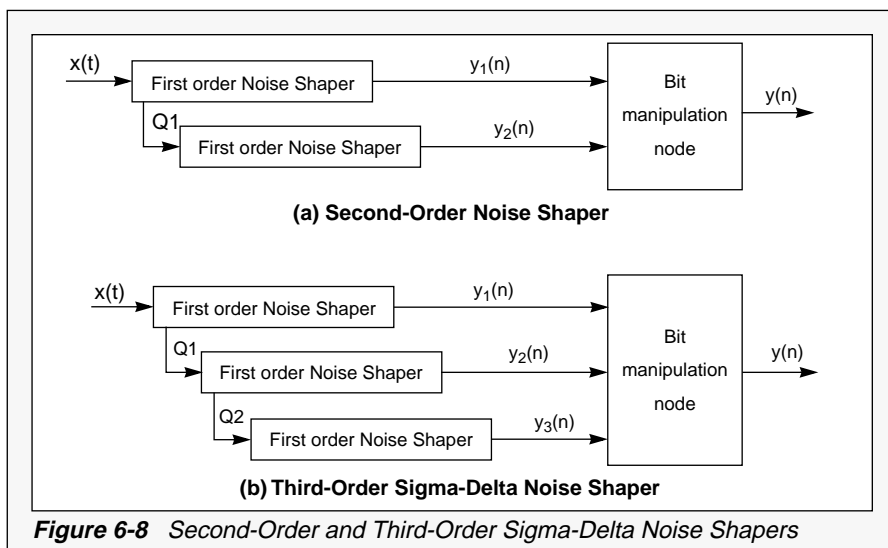 x(t)
First order Noise Shaper
y₁(n)
Bit
manipulation
node
y(n)
Q1
First order Noise Shaper
y₂(n)
(a) Second-Order Noise Shaper
x(t)
First order Noise Shaper
y₁(n)
Bit
manipulation
node
y(n)
Q1
First order Noise Shaper
y₂(n)
Q2
First order Noise Shaper
y₃(n)
(b) Third-Order Sigma-Delta Noise Shaper
Figure 6-8 Second-Order and Third-Order Sigma-Delta Noise Shapers